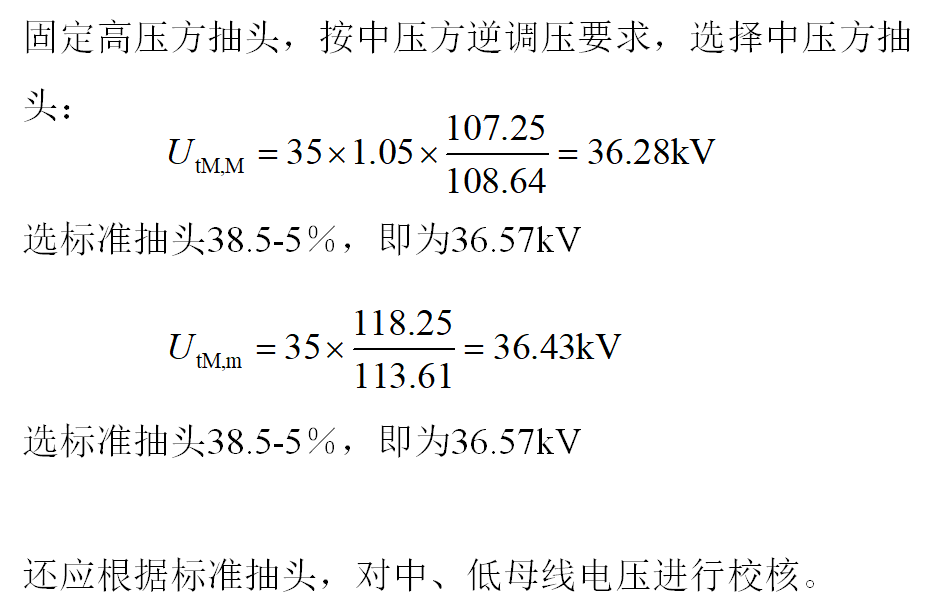 固定高压方抽头，按中压方逆调压要求，选择中压方抽
头：
U_{tM,M} = 35×1.05×\frac{107.25}{108.64} = 36.28kV
选标准抽头38.5-5％，即为36.57kV
U_{tM,m} = 35×\frac{118.25}{113.61} = 36.43kV
选标准抽头38.5-5％，即为36.57kV
还应根据标准抽头，对中、低母线电压进行校核。